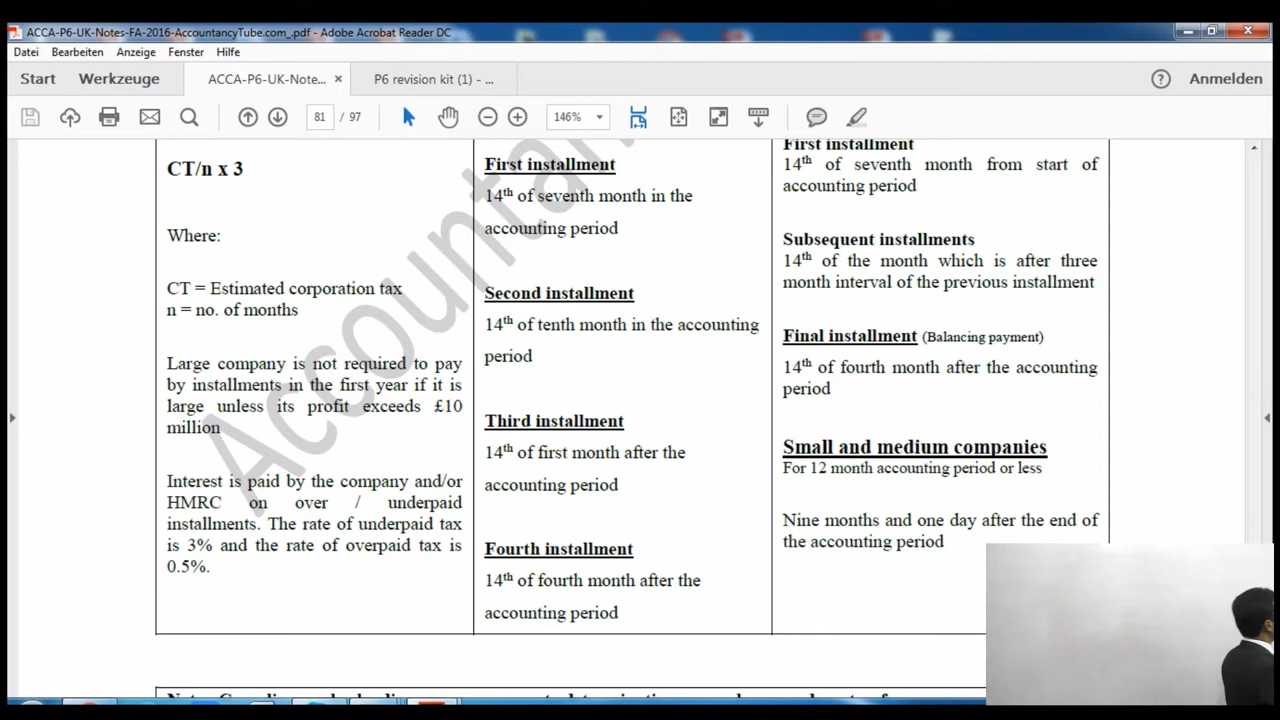 ACCA-P6-UK-Notes-FA-2016-AccountancyTube.com_.pdf - Adobe Acrobat Reader DC
Datei Bearbeiten Anzeige Fenster Hilfe
Start Werkzeuge ACCA-P6-UK-Note... × P6 revision kit (1) - ... ? Anmelden
81 / 97 146%
CT/n x 3
Where:
CT = Estimated corporation tax
n = no. of months
Large company is not required to pay
by installments in the first year if it is
large unless its profit exceeds £10
million
Interest is paid by the company and/or
HMRC on over / underpaid
installments. The rate of underpaid tax
is 3% and the rate of overpaid tax is
0.5%.
First installment
14th of seventh month in the
accounting period
Second installment
14th of tenth month in the accounting
period
Third installment
14th of first month after the
accounting period
Fourth installment
14th of fourth month after the
accounting period
First installment
14th of seventh month from start of
accounting period
Subsequent installments
14th of the month which is after three
month interval of the previous installment
Final installment (Balancing payment)
14th of fourth month after the accounting
period
Small and medium companies
For 12 month accounting period or less
Nine months and one day after the end of
the accounting period
Accountan